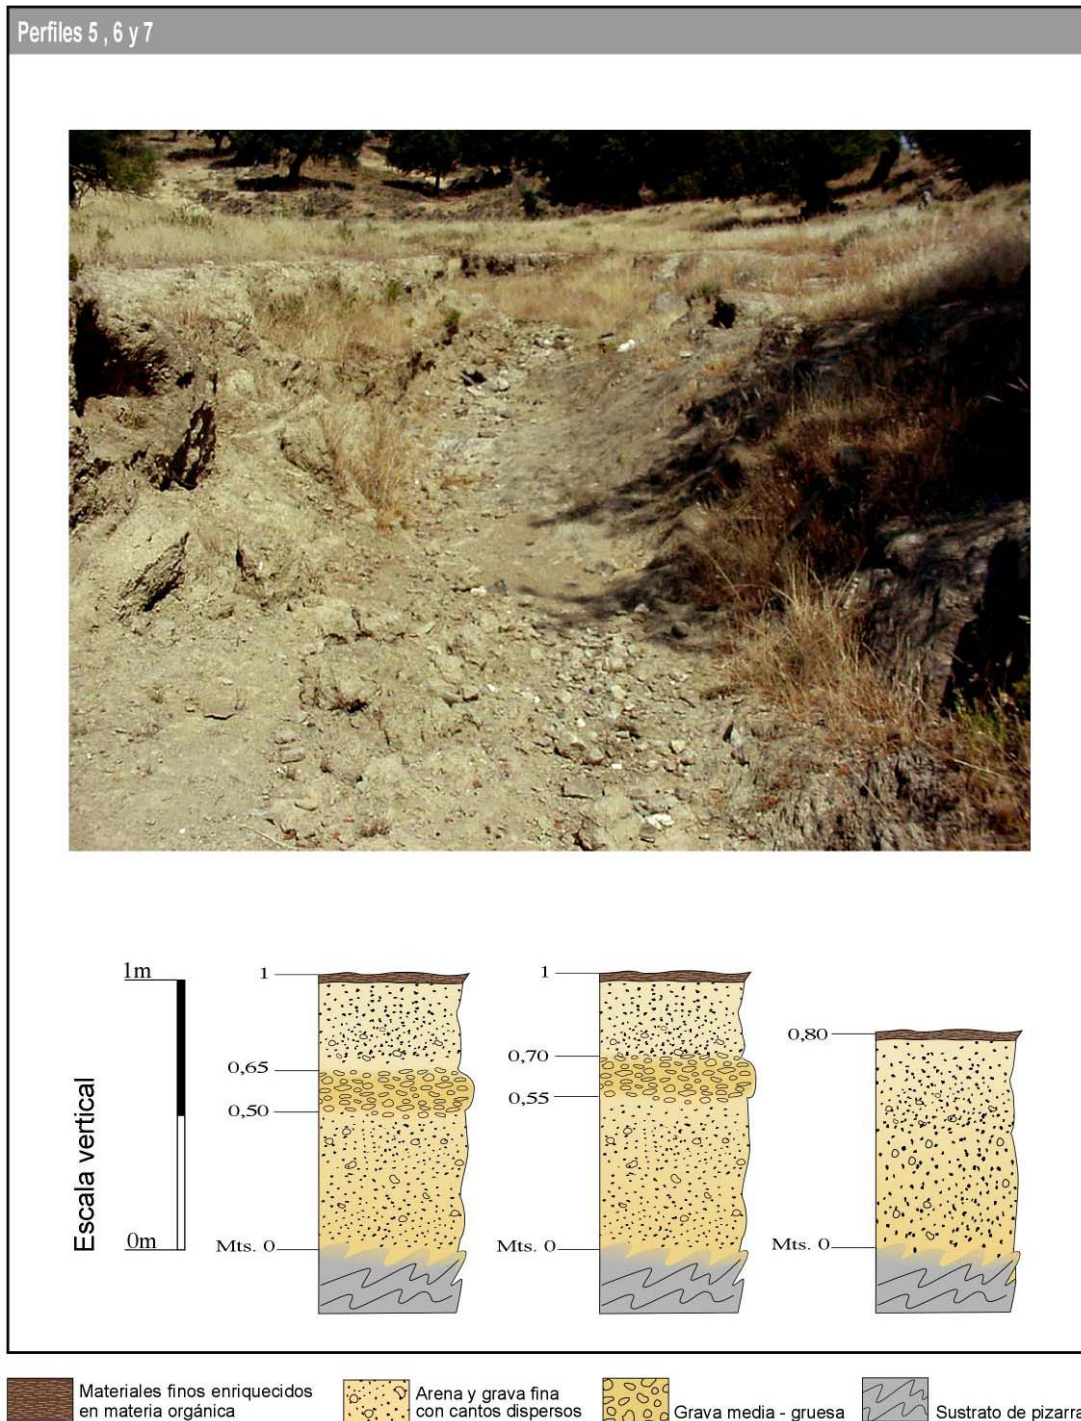 Perfiles 5 , 6 y 7
1m
0m
Escala vertical
1
0,65
0,50
Mts. 0
1
0,70
0,55
Mts. 0
0,80
Mts. 0
Materiales finos enriquecidos
en materia orgánica
Arena y grava fina
con cantos dispersos
Grava media - gruesa
Sustrato de pizarra